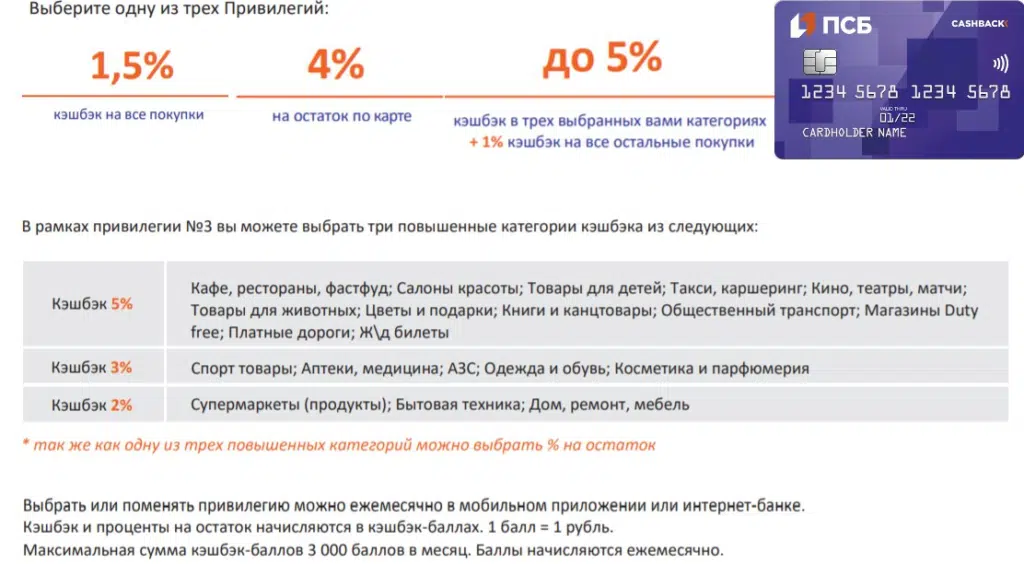 Выберите одну из трех Привилегий:
ПСБ
CASHBACK
1,5%
4%
до 5%
1234 5678 1234 5678
VALID THRU
01/22
CARDHOLDER NAME
кэшбэк на все покупки
на остаток по карте
кэшбэк в трех выбранных вами категориях
+ 1% кэшбэк на все остальные покупки
В рамках привилегии №3 вы можете выбрать три повышенные категории кэшбэка из следующих:
Кэшбэк 5%
Кафе, рестораны, фастфуд; Салоны красоты; Товары для детей; Такси, каршеринг; Кино, театры, матчи;
Товары для животных; Цветы и подарки; Книги и канцтовары; Общественный транспорт; Магазины Duty
free; Платные дороги; Ж\д билеты
Кэшбэк 3%
Спорт товары; Аптеки, медицина; АЗС; Одежда и обувь; Косметика и парфюмерия
Кэшбэк 2%
Супермаркеты (продукты); Бытовая техника; Дом, ремонт, мебель
* так же как одну из трех повышенных категорий можно выбрать % на остаток
Выбрать или поменять привилегию можно ежемесячно в мобильном приложении или интернет-банке.
Кэшбэк и проценты на остаток начисляются в кэшбэк-баллах. 1 балл = 1 рубль.
Максимальная сумма кэшбэк-баллов 3 000 баллов в месяц. Баллы начисляются ежемесячно.